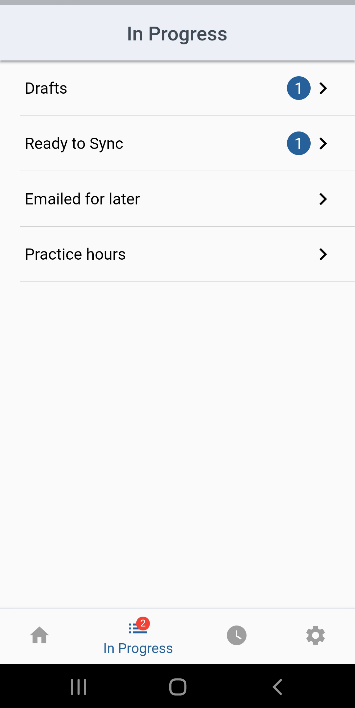 In Progress
Drafts 1
Ready to Sync 1
Emailed for later
Practice hours
2
In Progress